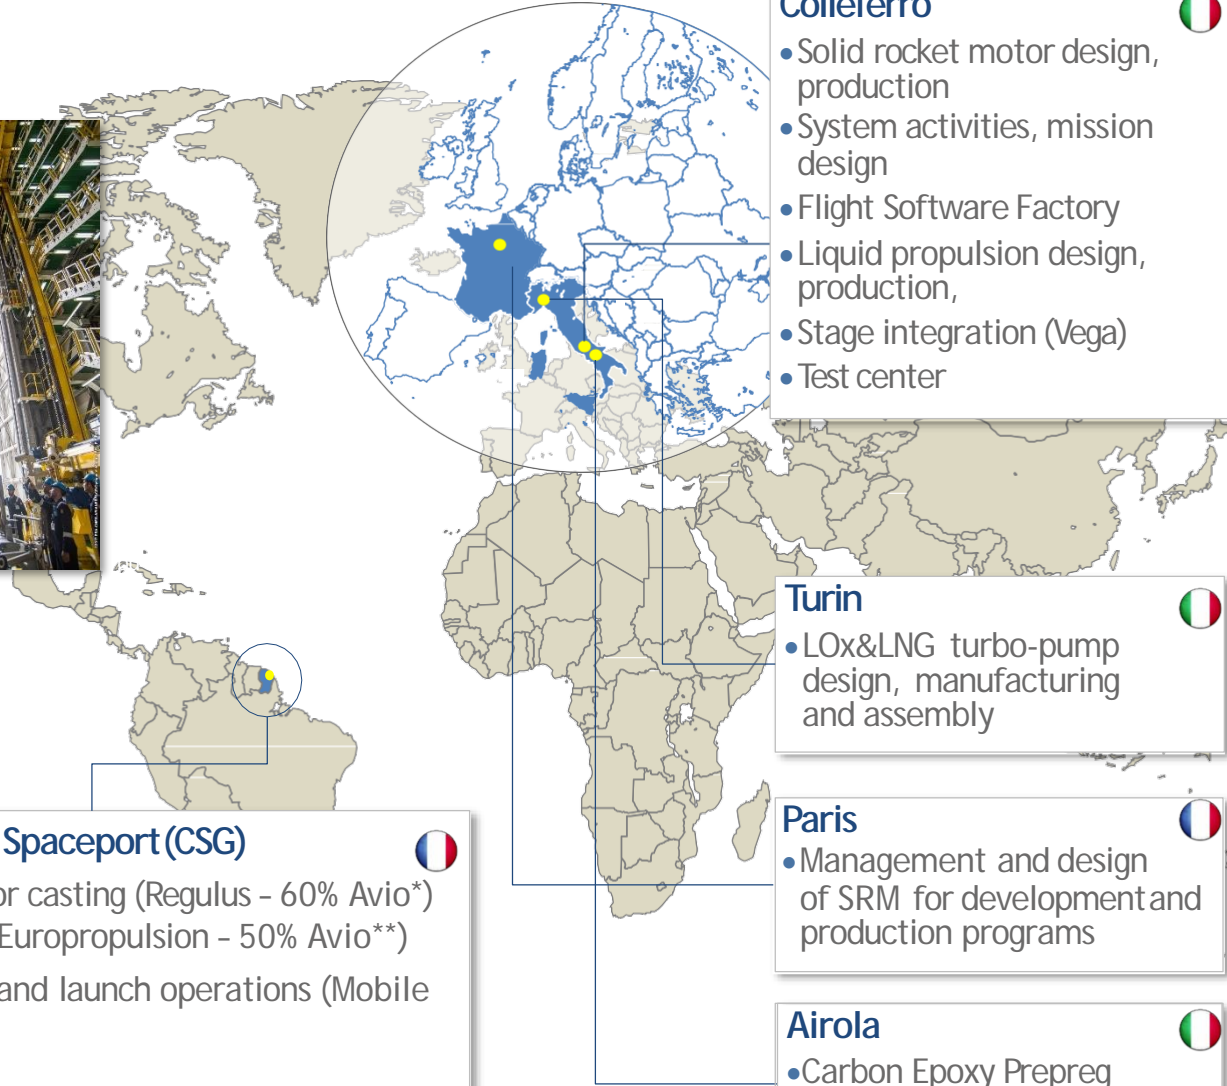 Colleferro
• Solid rocket motor design,
production
• System activities, mission
design
• Flight Software Factory
• Liquid propulsion design,
production,
• Stage integration (Vega)
• Test center
Turin
• LOx&LNG turbo-pump
design, manufacturing
and assembly
Paris
• Management and design
of SRM for development and
production programs
Airola
• Carbon Epoxy Prepreg
Spaceport (CSG)
casting (Regulus – 60% Avio*)
Europropulsion – 50% Avio**)
and launch operations (Mobile